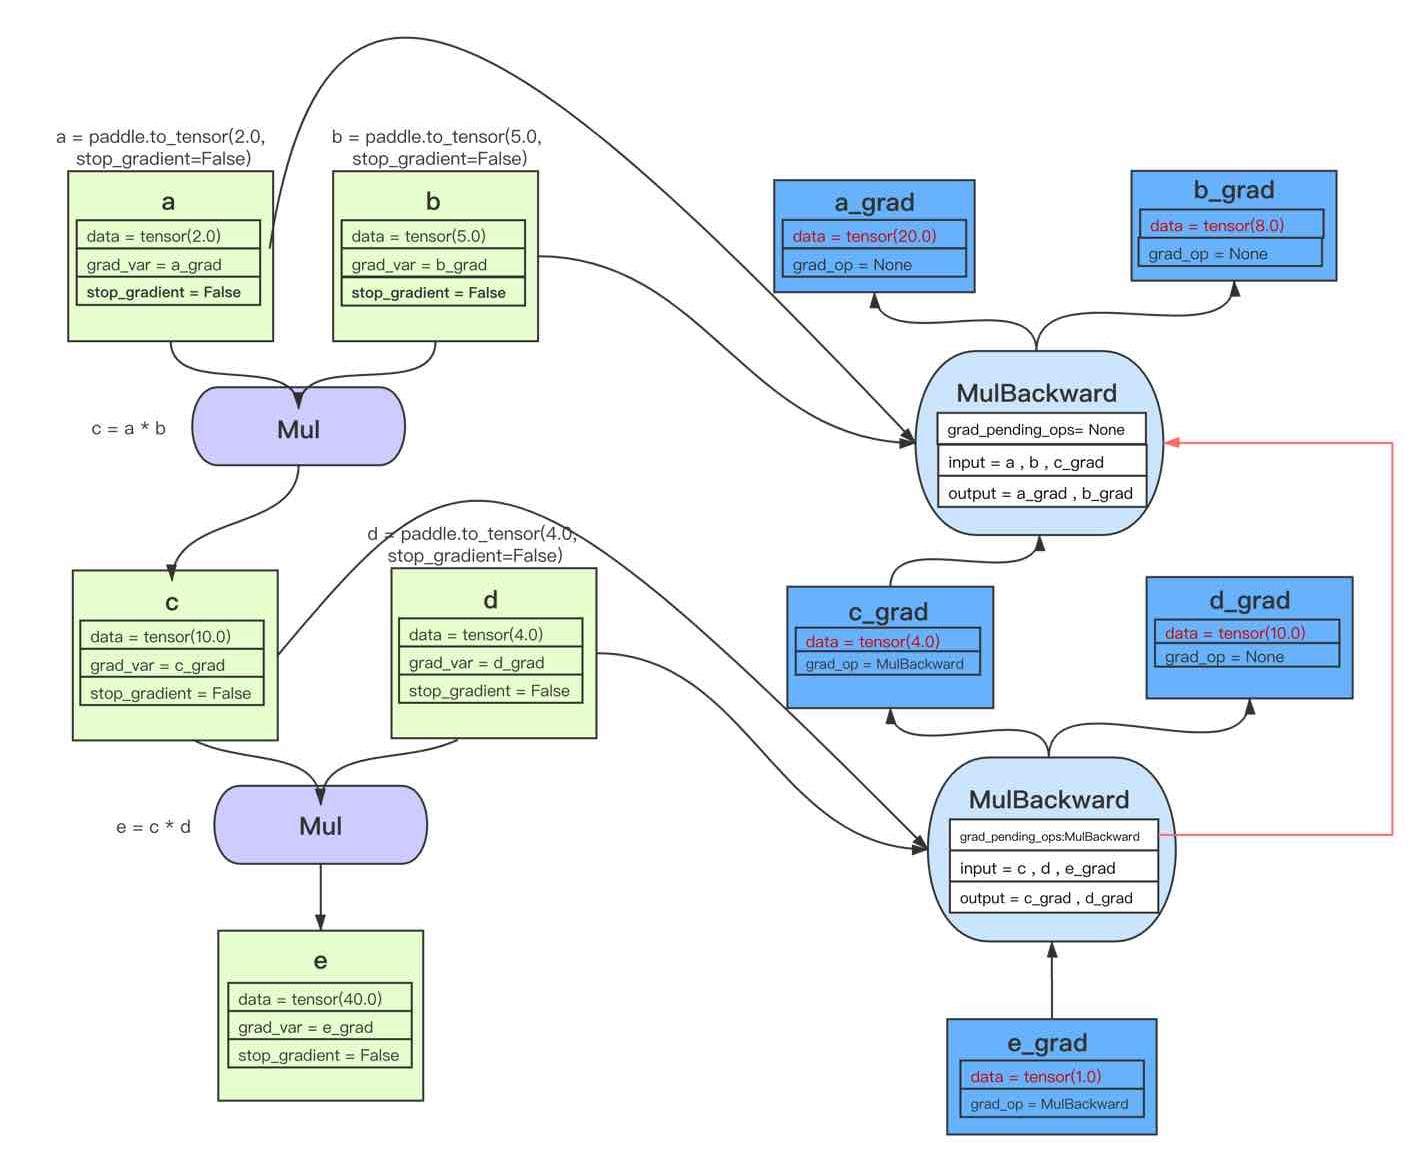 a = paddle.to_tensor(2.0,
stop_gradient=False)
b = paddle.to_tensor(5.0,
stop_gradient=False)
a
data = tensor(2.0)
grad_var = a_grad
stop_gradient = False
b
data = tensor(5.0)
grad_var = b_grad
stop_gradient = False
a_grad
data = tensor(20.0)
grad_op = None
b_grad
data = tensor(8.0)
grad_op = None
c = a * b
Mul
MulBackward
grad_pending_ops= None
input = a , b , c_grad
output = a_grad , b_grad
d = paddle.to_tensor(4.0,
stop_gradient=False)
c
data = tensor(10.0)
grad_var = c_grad
stop_gradient = False
d
data = tensor(4.0)
grad_var = d_grad
stop_gradient = False
c_grad
data = tensor(4.0)
grad_op = MulBackward
d_grad
data = tensor(10.0)
grad_op = None
e = c * d
Mul
MulBackward
grad_pending_ops:MulBackward
input = c , d , e_grad
output = c_grad , d_grad
e
data = tensor(40.0)
grad_var = e_grad
stop_gradient = False
e_grad
data = tensor(1.0)
grad_op = MulBackward